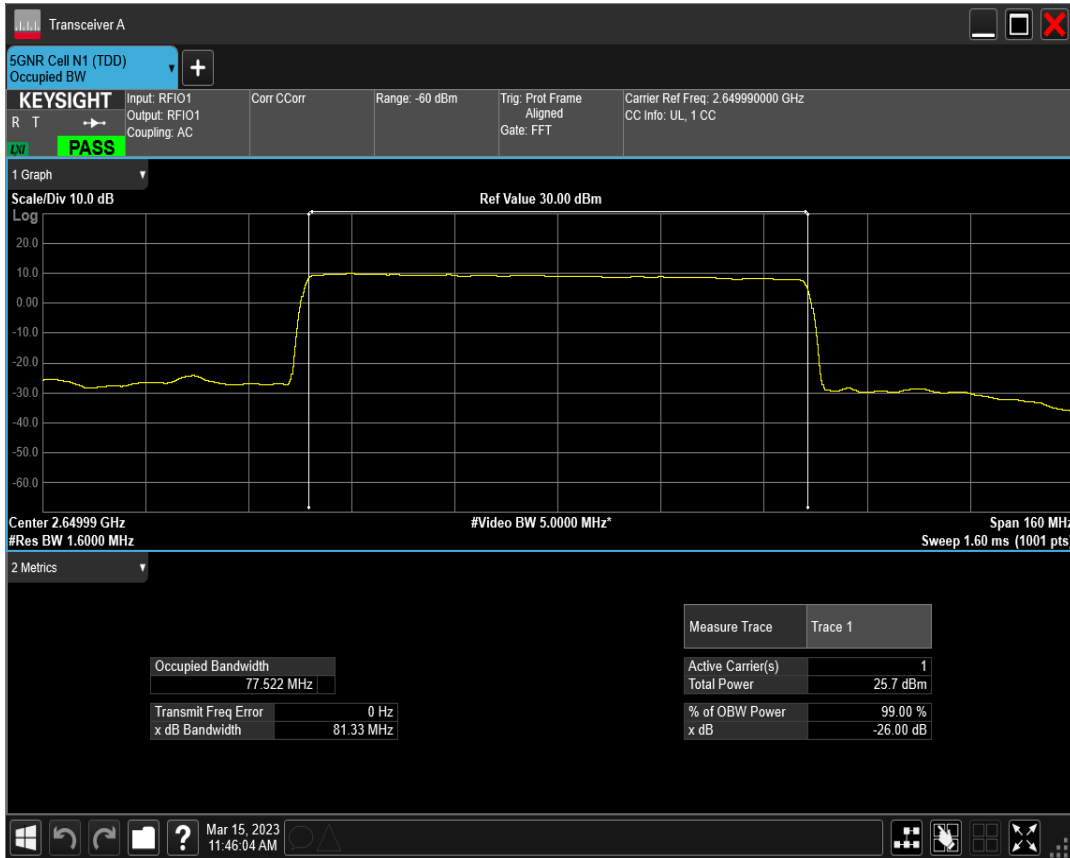 Transceiver A
5GNR Cell N1 (TDD)
Occupied BW
+
KEYSIGHT
R T
LXI
PASS
Input: RFIO1
Output: RFIO1
Coupling: AC
Corr CCorr
Range: -60 dBm
Trig: Prot Frame
Aligned
Gate: FFT
Carrier Ref Freq: 2.649990000 GHz
CC Info: UL, 1 CC
1 Graph
Scale/Div 10.0 dB
Ref Value 30.00 dBm
Log
20.0
10.0
0.00
-10.0
-20.0
-30.0
-40.0
-50.0
-60.0
Center 2.64999 GHz
#Video BW 5.0000 MHz*
Span 160 MHz
#Res BW 1.6000 MHz
Sweep 1.60 ms (1001 pts)
2 Metrics
Measure Trace Trace 1
Occupied Bandwidth
77.522 MHz
Active Carrier(s) 1
Total Power 25.7 dBm
Transmit Freq Error 0 Hz
x dB Bandwidth 81.33 MHz
% of OBW Power 99.00 %
x dB -26.00 dB
?
Mar 15, 2023
11:46:04 AM